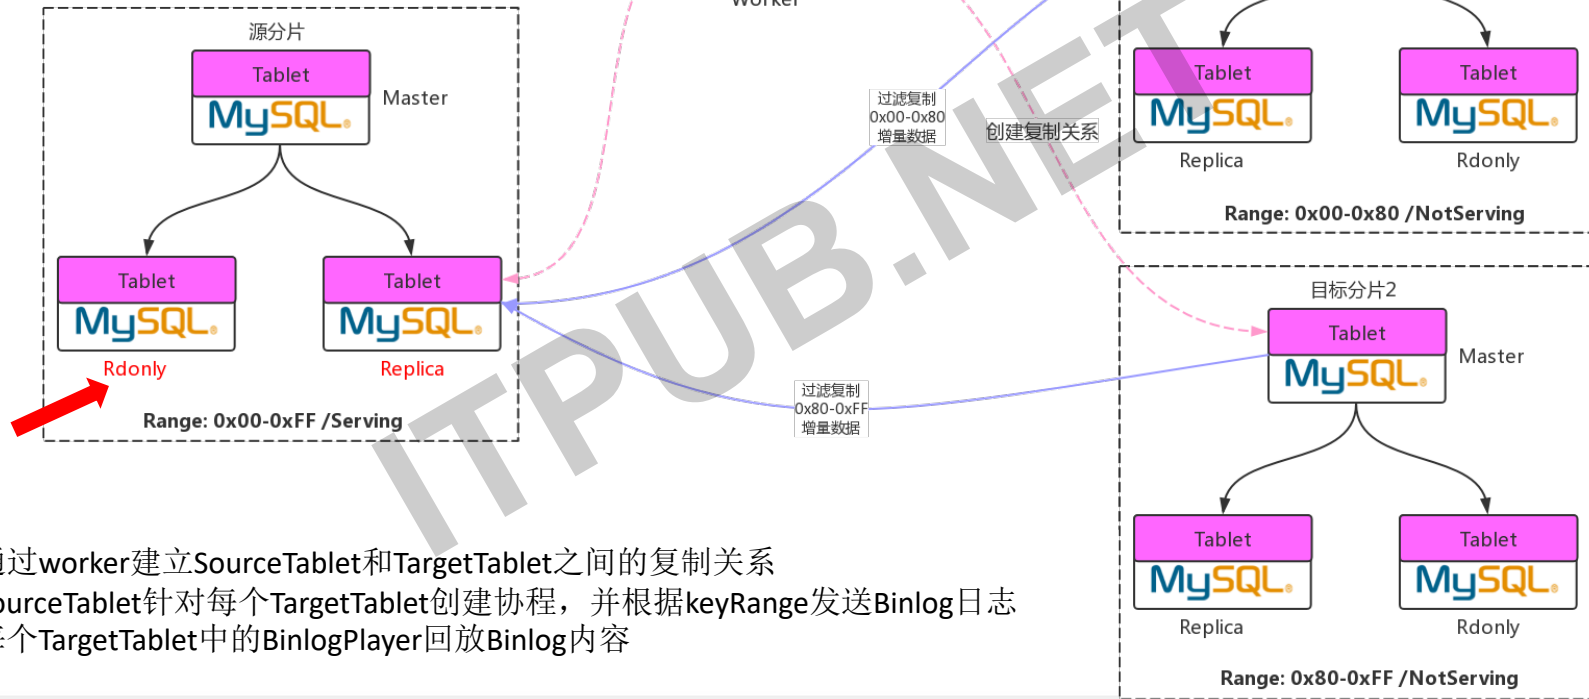 Worker
源分片
Tablet
MySQL®
Master
Tablet
MySQL®
Rdonly
Tablet
MySQL®
Replica
Range: 0x00-0xFF /Serving
过滤复制
0x00-0x80
增量数据
创建复制关系
过滤复制
0x80-0xFF
增量数据
Tablet
MySQL®
Replica
Tablet
MySQL®
Rdonly
Range: 0x00-0x80 /NotServing
目标分片2
Tablet
MySQL®
Master
Tablet
MySQL®
Replica
Tablet
MySQL®
Rdonly
Range: 0x80-0xFF /NotServing
通过worker建立SourceTablet和TargetTablet之间的复制关系
SourceTablet针对每个TargetTablet创建协程，并根据keyRange发送Binlog日志
每个TargetTablet中的BinlogPlayer回放Binlog内容
ITPUB.NET